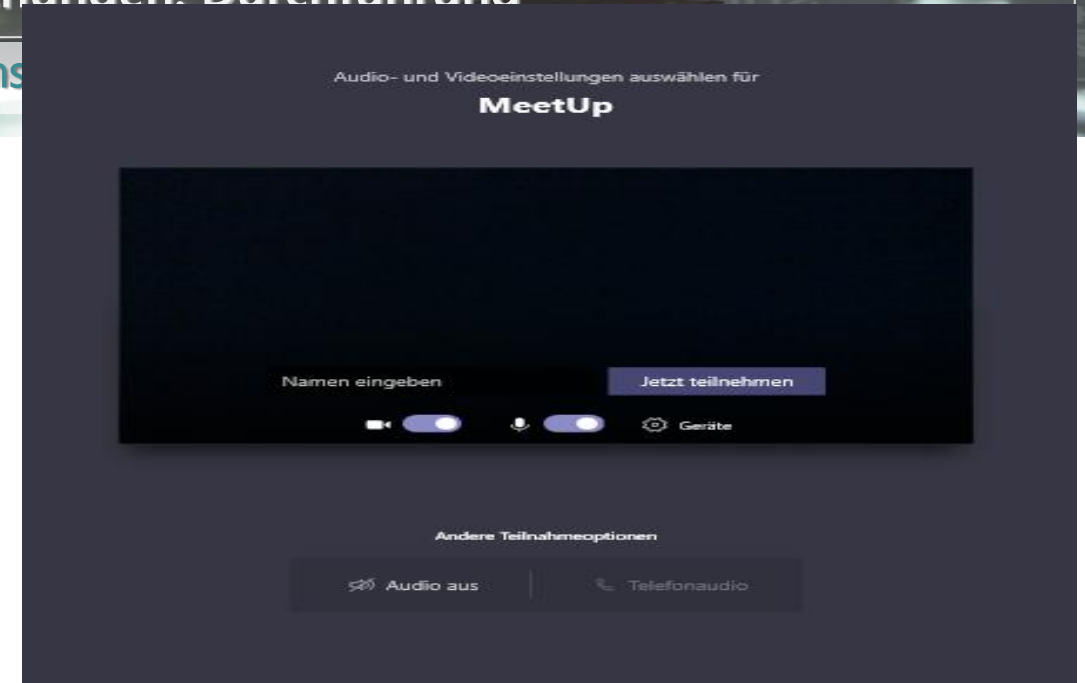 Audio- und Videoeinstellungen auswählen für
MeetUp
Namen eingeben
Jetzt teilnehmen
Geräte
Andere Teilnahmeoptionen
Audio aus
Telefonaudio